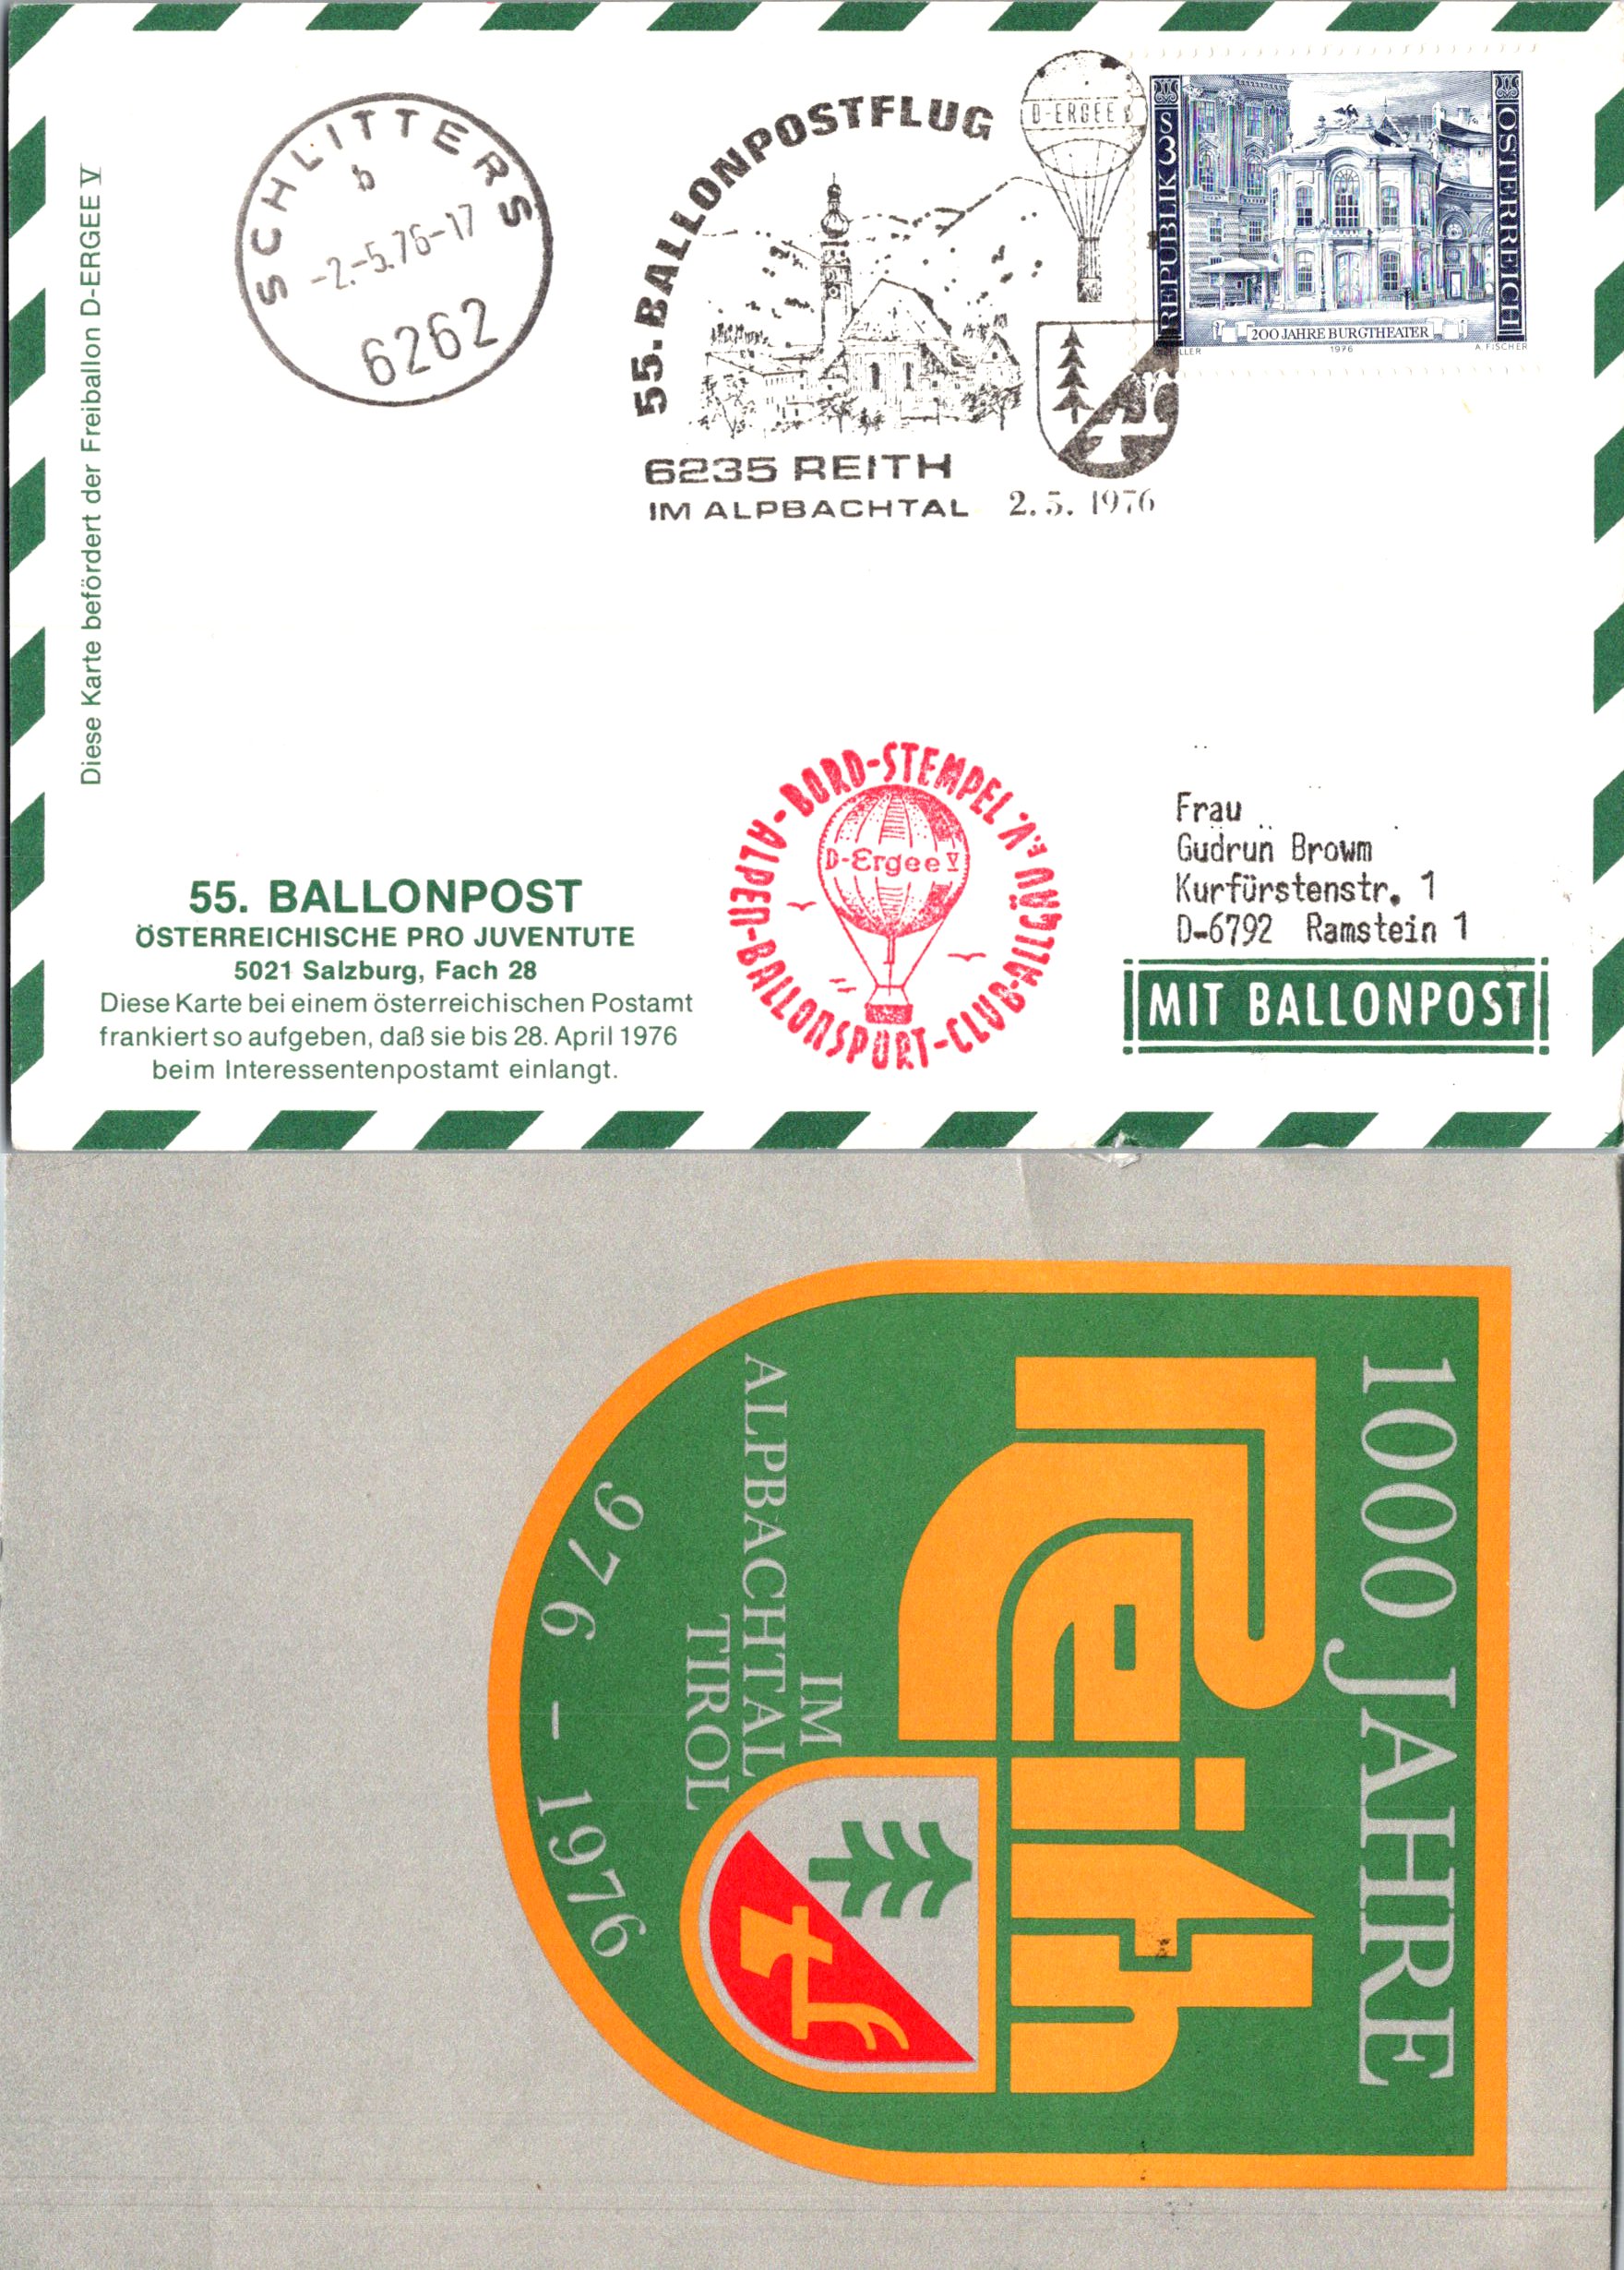 Diese Karte befördert der Freiballon D-ERGEE V
SCHLITTERS
b
-2.-5.76-17
6262
55. BALLONPOSTFLUG
D-ERGEE
6235 REITH
IM ALPBACHTAL 2.5.1976
REPUBLIK S3
ÖSTERREICH
200 JAHRE BURGTHEATER
1976
A. FISCHER
Frau
Gudrun Browm
Kurfürstenstr. 1
D-6792 Ramstein 1
MIT BALLONPOST
BORD-STEMPEL
ALPEN-BALLONSPORT-CLUB-ALLGÄU e.V.
D-Ergee V
55. BALLONPOST
ÖSTERREICHISCHE PRO JUVENTUTE
5021 Salzburg, Fach 28
Diese Karte bei einem österreichischen Postamt
frankiert so aufgeben, daß sie bis 28. April 1976
beim Interessentenpostamt einlangt.
1000 JAHRE
reith
IM
ALPBACHTAL
TIROL
976 - 1976